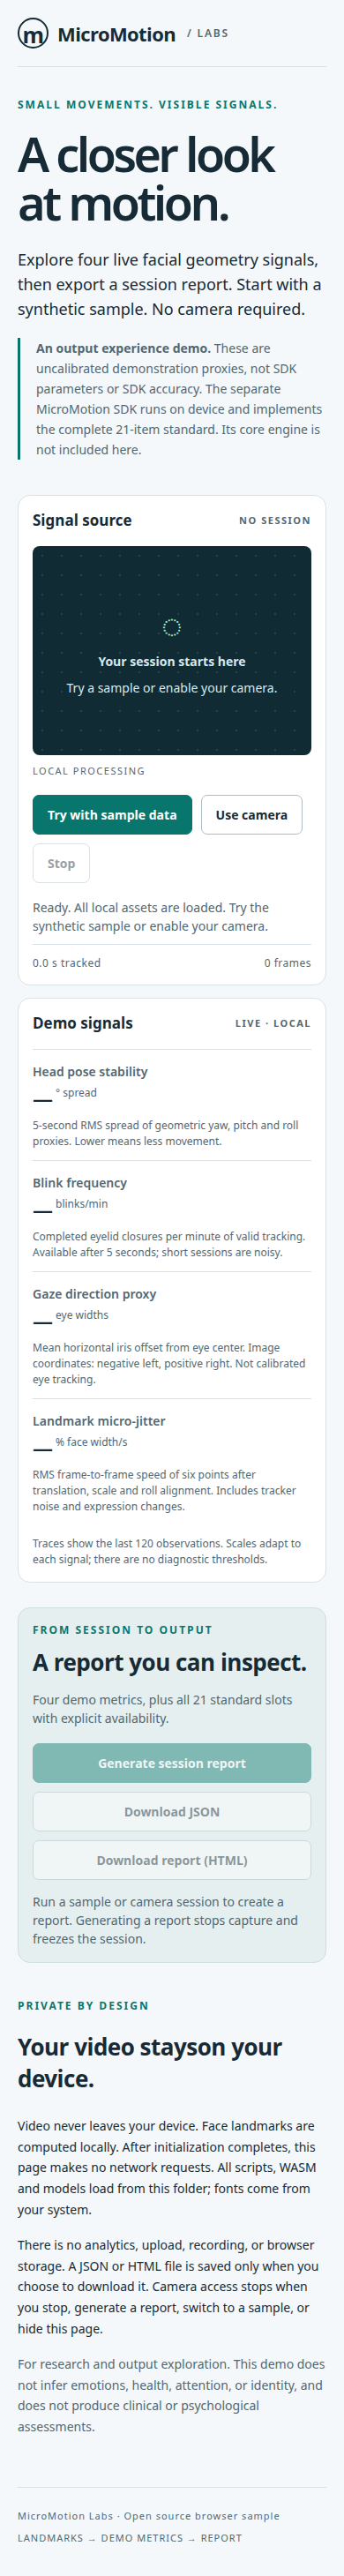 m MicroMotion / LABS
SMALL MOVEMENTS. VISIBLE SIGNALS.
A closer look
at motion.
Explore four live facial geometry signals,
then export a session report. Start with a
synthetic sample. No camera required.
An output experience demo. These are
uncalibrated demonstration proxies, not SDK
parameters or SDK accuracy. The separate
MicroMotion SDK runs on device and implements
the complete 21-item standard. Its core engine is
not included here.
Signal source NO SESSION
Your session starts here
Try a sample or enable your camera.
LOCAL PROCESSING
Try with sample data Use camera
Stop
Ready. All local assets are loaded. Try the
synthetic sample or enable your camera.
0.0 s tracked 0 frames
Demo signals LIVE · LOCAL
Head pose stability
— ° spread
5-second RMS spread of geometric yaw, pitch and roll
proxies. Lower means less movement.
Blink frequency
— blinks/min
Completed eyelid closures per minute of valid tracking.
Available after 5 seconds; short sessions are noisy.
Gaze direction proxy
— eye widths
Mean horizontal iris offset from eye center. Image
coordinates: negative left, positive right. Not calibrated
eye tracking.
Landmark micro-jitter
— % face width/s
RMS frame-to-frame speed of six points after
translation, scale and roll alignment. Includes tracker
noise and expression changes.
Traces show the last 120 observations. Scales adapt to
each signal; there are no diagnostic thresholds.
FROM SESSION TO OUTPUT
A report you can inspect.
Four demo metrics, plus all 21 standard slots
with explicit availability.
Generate session report
Download JSON
Download report (HTML)
Run a sample or camera session to create a
report. Generating a report stops capture and
freezes the session.
PRIVATE BY DESIGN
Your video stayson your
device.
Video never leaves your device. Face landmarks are
computed locally. After initialization completes, this
page makes no network requests. All scripts, WASM
and models load from this folder; fonts come from
your system.
There is no analytics, upload, recording, or browser
storage. A JSON or HTML file is saved only when you
choose to download it. Camera access stops when
you stop, generate a report, switch to a sample, or
hide this page.
For research and output exploration. This demo does
not infer emotions, health, attention, or identity, and
does not produce clinical or psychological
assessments.
MicroMotion Labs · Open source browser sample
LANDMARKS → DEMO METRICS → REPORT